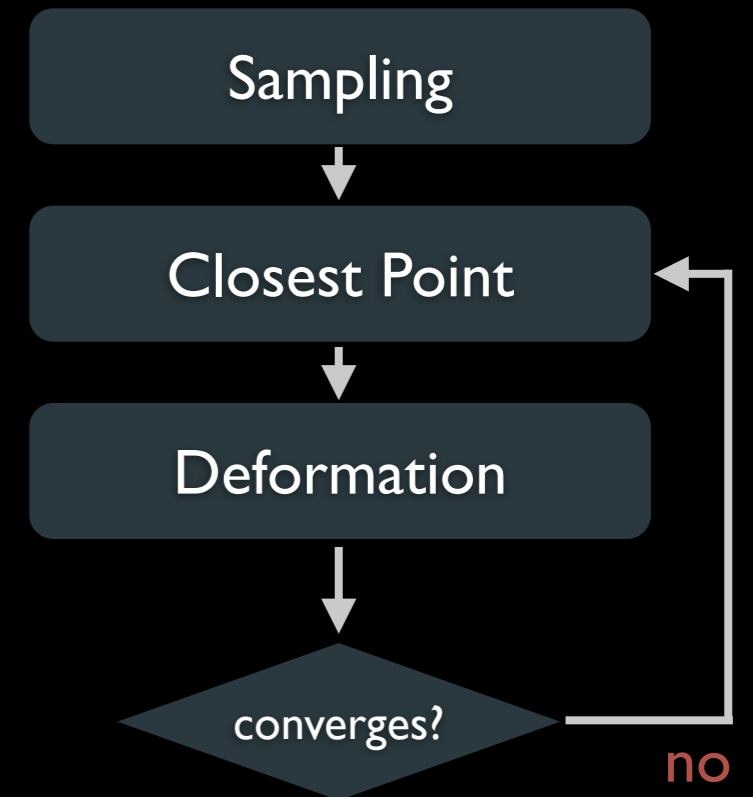 Sampling
Closest Point
Deformation
converges?
no